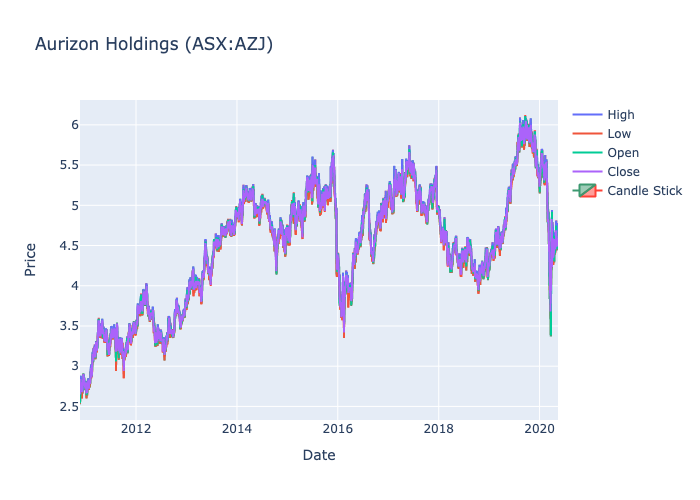 Aurizon Holdings (ASX:AZJ)
High
Low
Open
Close
Candle Stick
Price
6
5.5
5
4.5
4
3.5
3
2.5
2012
2014
2016
2018
2020
Date